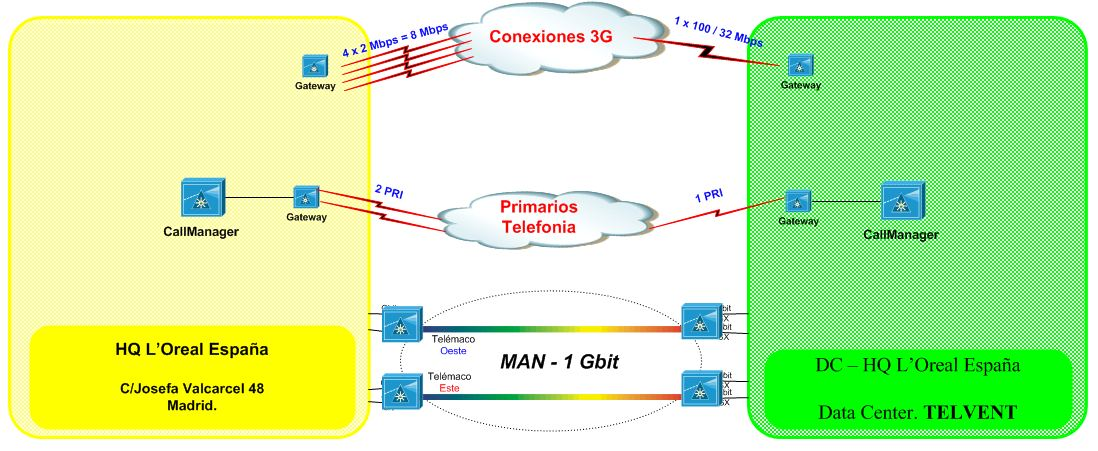 4 x 2 Mbps = 8 Mbps
Conexiones 3G
1 x 100 / 32 Mbps
Gateway
Gateway
2 PRI
Primarios
Telefonia
1 PRI
CallManager
Gateway
Gateway
CallManager
Telémaco
Oeste
MAN - 1 Gbit
Telémaco
Este
HQ L'Oreal España
C/Josefa Valcarcel 48
Madrid.
DC – HQ L'Oreal España
Data Center. TELVENT